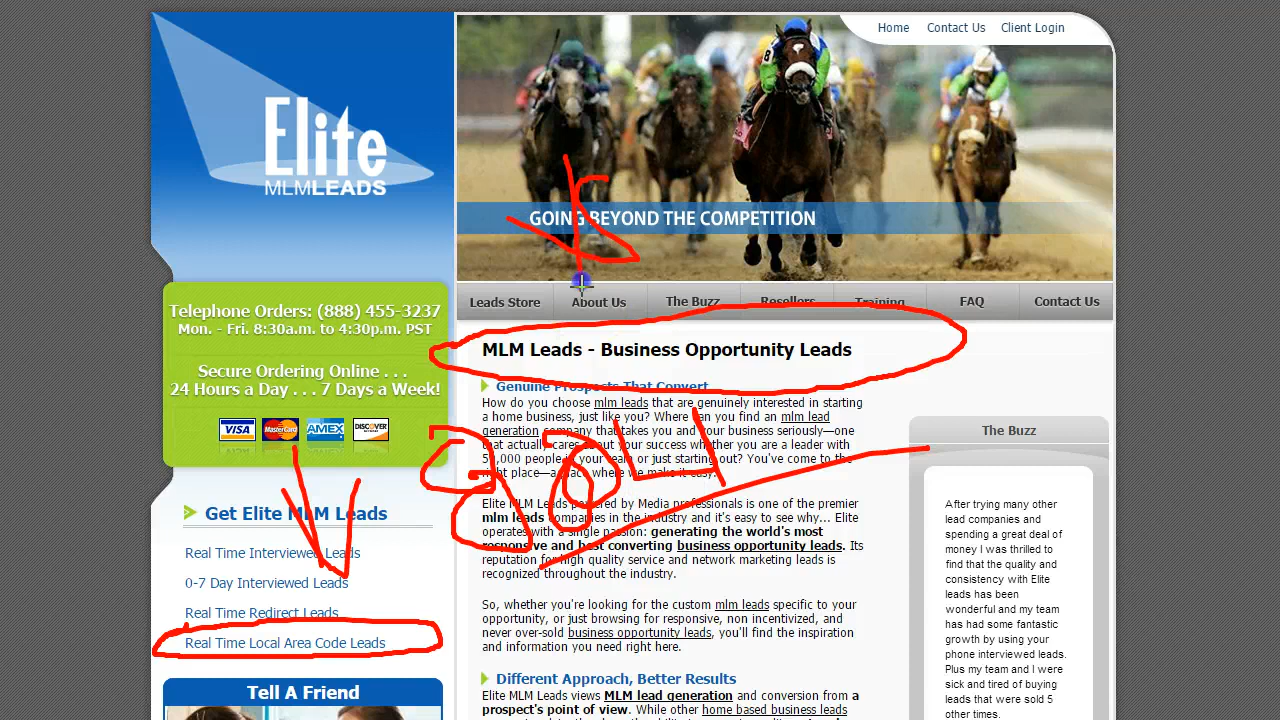 Home Contact Us Client Login
Elite
MLMLEADS
GOING BEYOND THE COMPETITION
8
Telephone Orders: (888) 455-3237
Mon. - Fri. 8:30a.m. to 4:30p.m. PST
Secure Ordering Online . . .
24 Hours a Day . . . 7 Days a Week!
VISA MasterCard AMEX DISCOVER
Get Elite MLM Leads
Real Time Interviewed Leads
0-7 Day Interviewed Leads
Real Time Redirect Leads
Real Time Local Area Code Leads
Tell A Friend
Leads Store About Us The Buzz Resellers Training FAQ Contact Us
MLM Leads - Business Opportunity Leads
Genuine Prospects That Convert
How do you choose mlm leads that are genuinely interested in starting
a home business, just like you? Where can you find an mlm lead
generation company that takes you and your business seriously—one
that actually cares about your success whether you are a leader with
50,000 people in your team or just starting out? You've come to the
right place—a place where we make it easy.
Elite MLM Leads powered by Media professionals is one of the premier
mlm leads companies in the industry and it's easy to see why... Elite
operates with a single passion: generating the world's most
responsive and best converting business opportunity leads. Its
reputation for high quality service and network marketing leads is
recognized throughout the industry.
So, whether you're looking for the custom mlm leads specific to your
opportunity, or just browsing for responsive, non incentivized, and
never over-sold business opportunity leads, you'll find the inspiration
and information you need right here.
Different Approach, Better Results
Elite MLM Leads views MLM lead generation and conversion from a
prospect's point of view. While other home based business leads
The Buzz
After trying many other
lead companies and
spending a great deal of
money I was thrilled to
find that the quality and
consistency with Elite
leads has been
wonderful and my team
has had some fantastic
growth by using your
phone interviewed leads.
Plus my team and I were
sick and tired of buying
leads that were sold 5
other times.